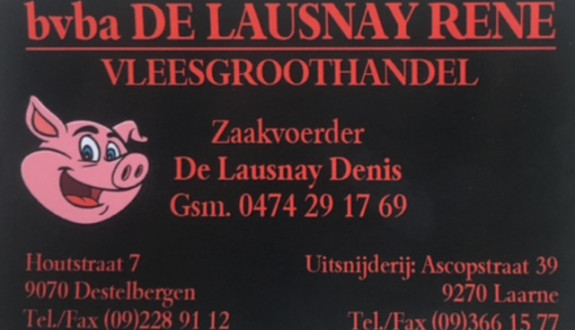 bvba DE LAUSNAY RENE
VLEESGROOTHANDEL
Zaakvoerder
De Lausnay Denis
Gsm. 0474 29 17 69
Houtstraat 7
9070 Destelbergen
Tel./Fax (09)228 91 12
Uitsnijderij: Ascopstraat 39
9270 Laarne
Tel./Fax (09)366 15 77